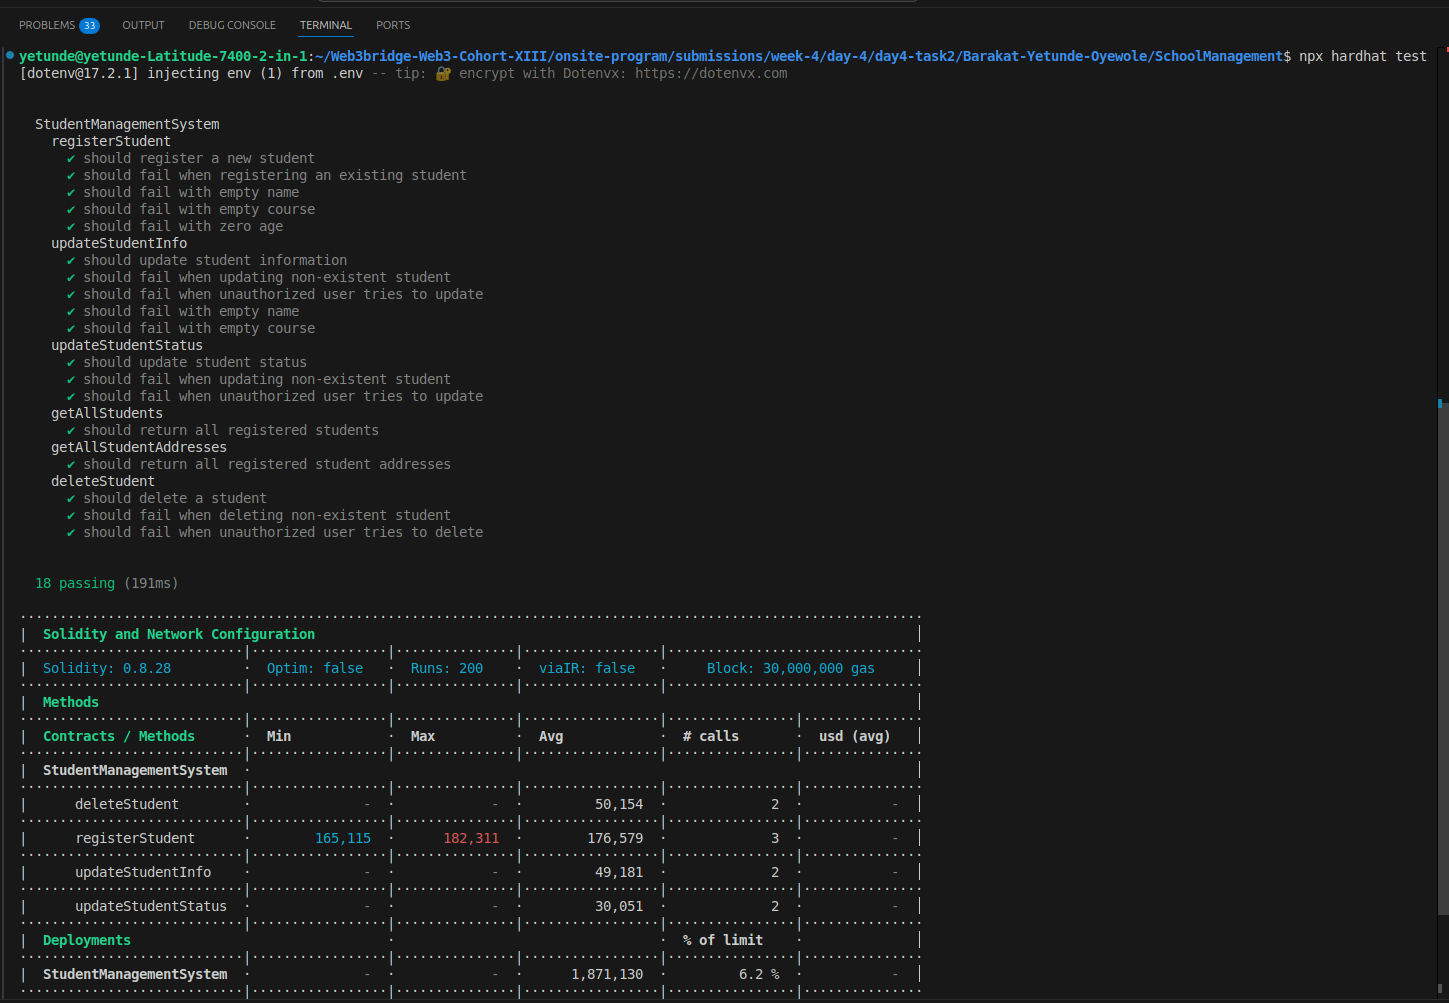 PROBLEMS 33 OUTPUT DEBUG CONSOLE TERMINAL PORTS
yetunde@yetunde-Latitude-7400-2-in-1:~/Web3bridge-Web3-Cohort-XIII/onsite-program/submissions/week-4/day-4/day4-task2/Barakat-Yetunde-Oyewole/SchoolManagement$ npx hardhat test
[dotenv@17.2.1] injecting env (1) from .env -- tip: 🔐 encrypt with Dotenvx: https://dotenvx.com
StudentManagementSystem
registerStudent
✔ should register a new student
✔ should fail when registering an existing student
✔ should fail with empty name
✔ should fail with empty course
✔ should fail with zero age
updateStudentInfo
✔ should update student information
✔ should fail when updating non-existent student
✔ should fail when unauthorized user tries to update
✔ should fail with empty name
✔ should fail with empty course
updateStudentStatus
✔ should update student status
✔ should fail when updating non-existent student
✔ should fail when unauthorized user tries to update
getAllStudents
✔ should return all registered students
getAllStudentAddresses
✔ should return all registered student addresses
deleteStudent
✔ should delete a student
✔ should fail when deleting non-existent student
✔ should fail when unauthorized user tries to delete
18 passing (191ms)
| Solidity and Network Configuration |
| Solidity: 0.8.28 · Optim: false · Runs: 200 · viaIR: false · Block: 30,000,000 gas |
| Methods |
| Contracts / Methods · Min · Max · Avg · # calls · usd (avg) |
| StudentManagementSystem · |
| deleteStudent · - · - · 50,154 · 2 · - |
| registerStudent · 165,115 · 182,311 · 176,579 · 3 · - |
| updateStudentInfo · - · - · 49,181 · 2 · - |
| updateStudentStatus · - · - · 30,051 · 2 · - |
| Deployments · · % of limit · |
| StudentManagementSystem · - · - · 1,871,130 · 6.2 % · - |